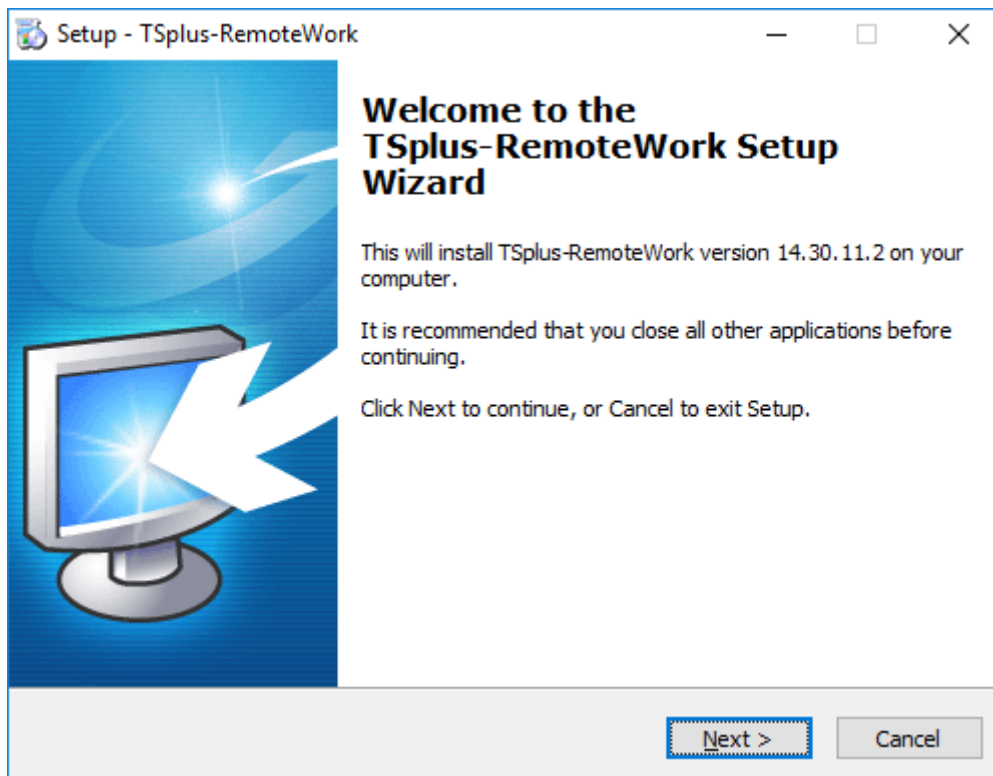 Setup - TSplus-RemoteWork
Welcome to the
TSplus-RemoteWork Setup
Wizard
This will install TSplus-RemoteWork version 14.30.11.2 on your
computer.
It is recommended that you close all other applications before
continuing.
Click Next to continue, or Cancel to exit Setup.
Next >
Cancel